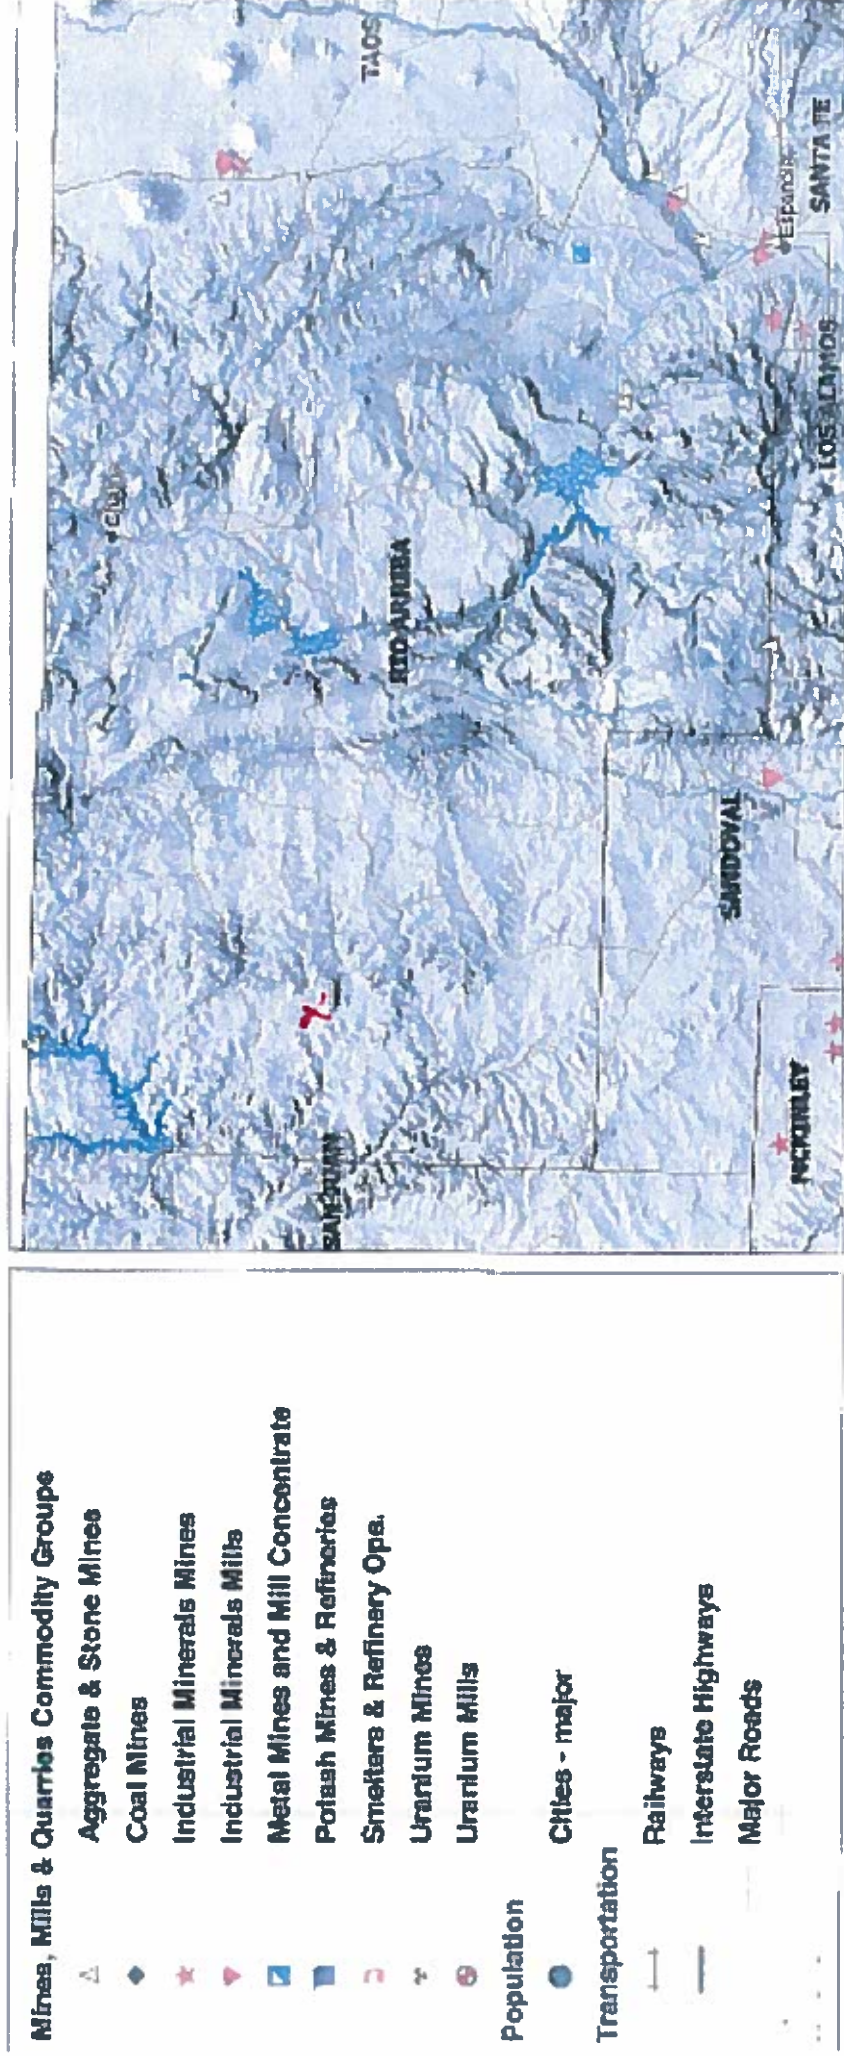 Mines, Mills & Quarries Commodity Groups
Aggregate & Stone Mines
Coal Mines
Industrial Minerals Mines
Industrial Minerals Mills
Metal Mines and Mill Concentrate
Potash Mines & Refineries
Smelters & Refinery Ops.
Uranium Mines
Uranium Mills
Population
Cities - major
Transportation
Railways
Interstate Highways
Major Roads
TAOS
RIO ARRIBA
SAN JUAN
SANDOVAL
MCKINLEY
LOS ALAMOS
SANTA FE
Espanola